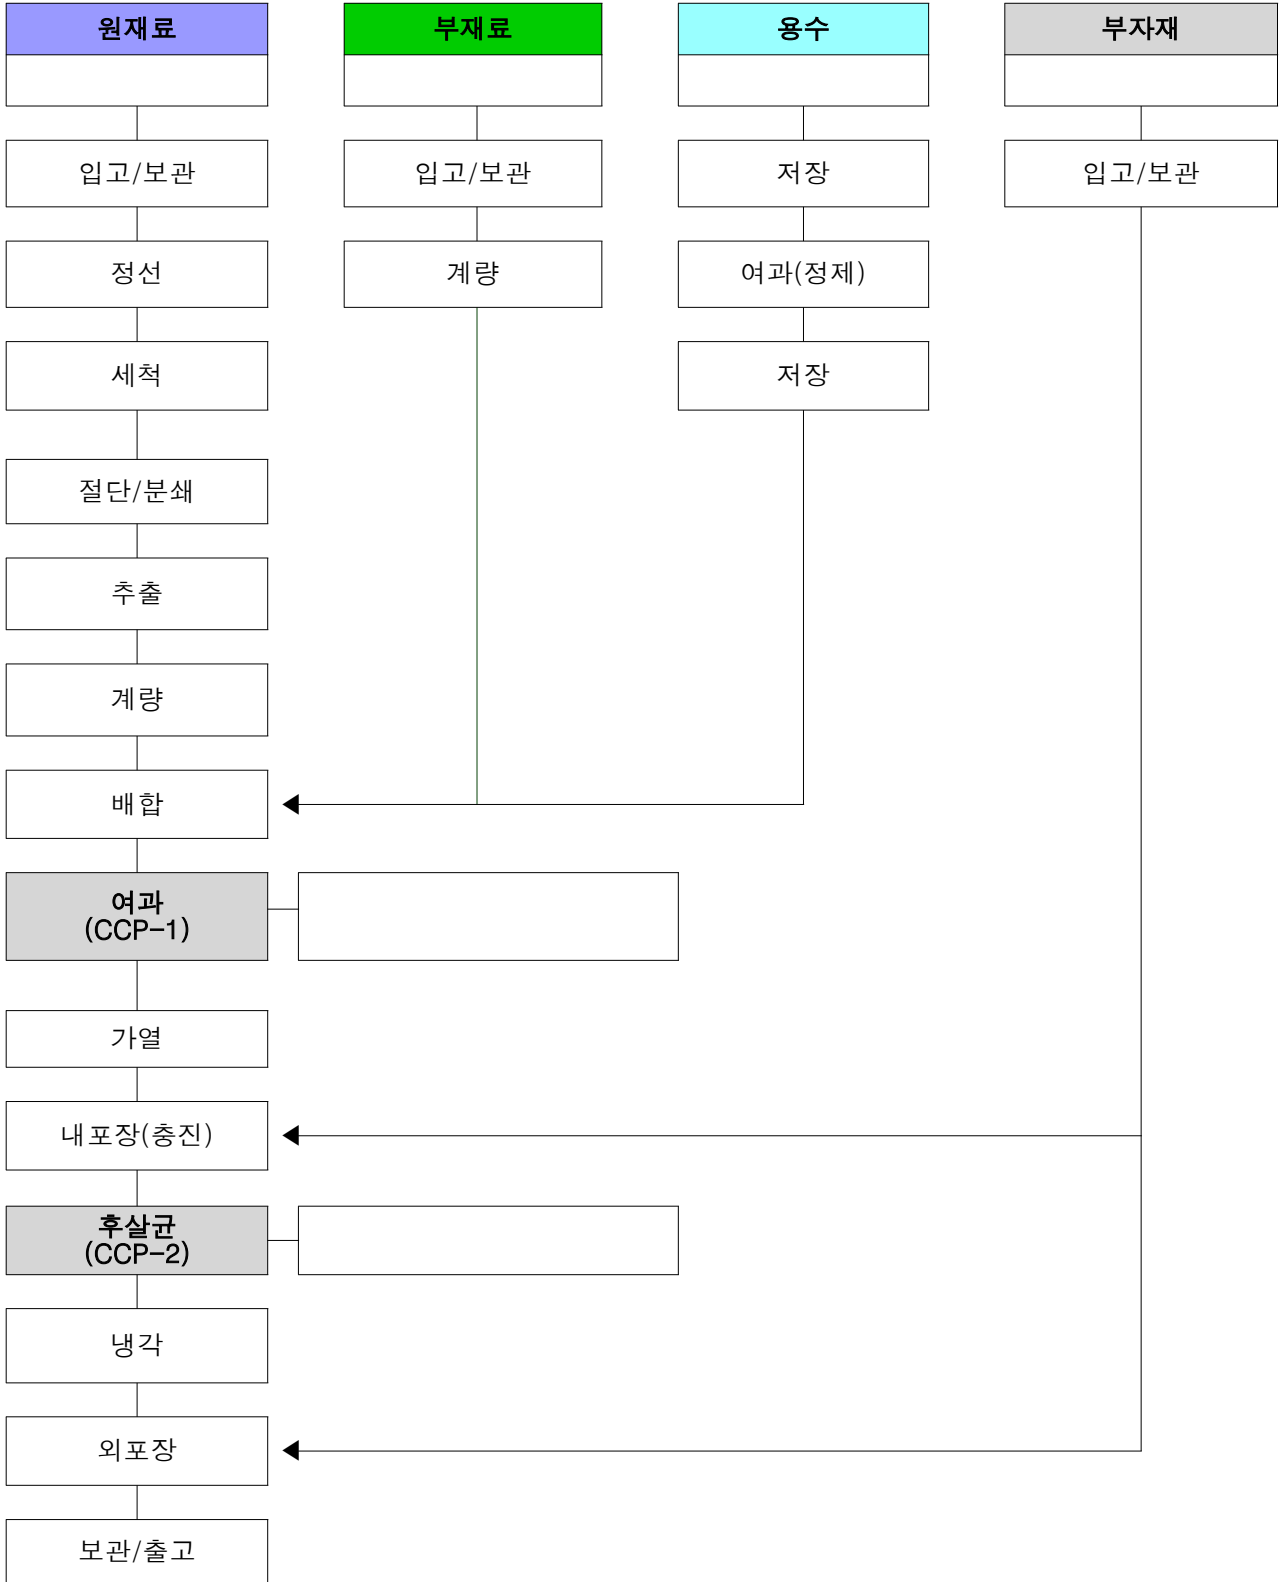 원재료
부재료
용수
부자재
입고/보관
입고/보관
저장
입고/보관
정선
계량
여과(정제)
세척
저장
절단/분쇄
추출
계량
배합
여과
(CCP-1)
가열
내포장(충진)
후살균
(CCP-2)
냉각
외포장
보관/출고